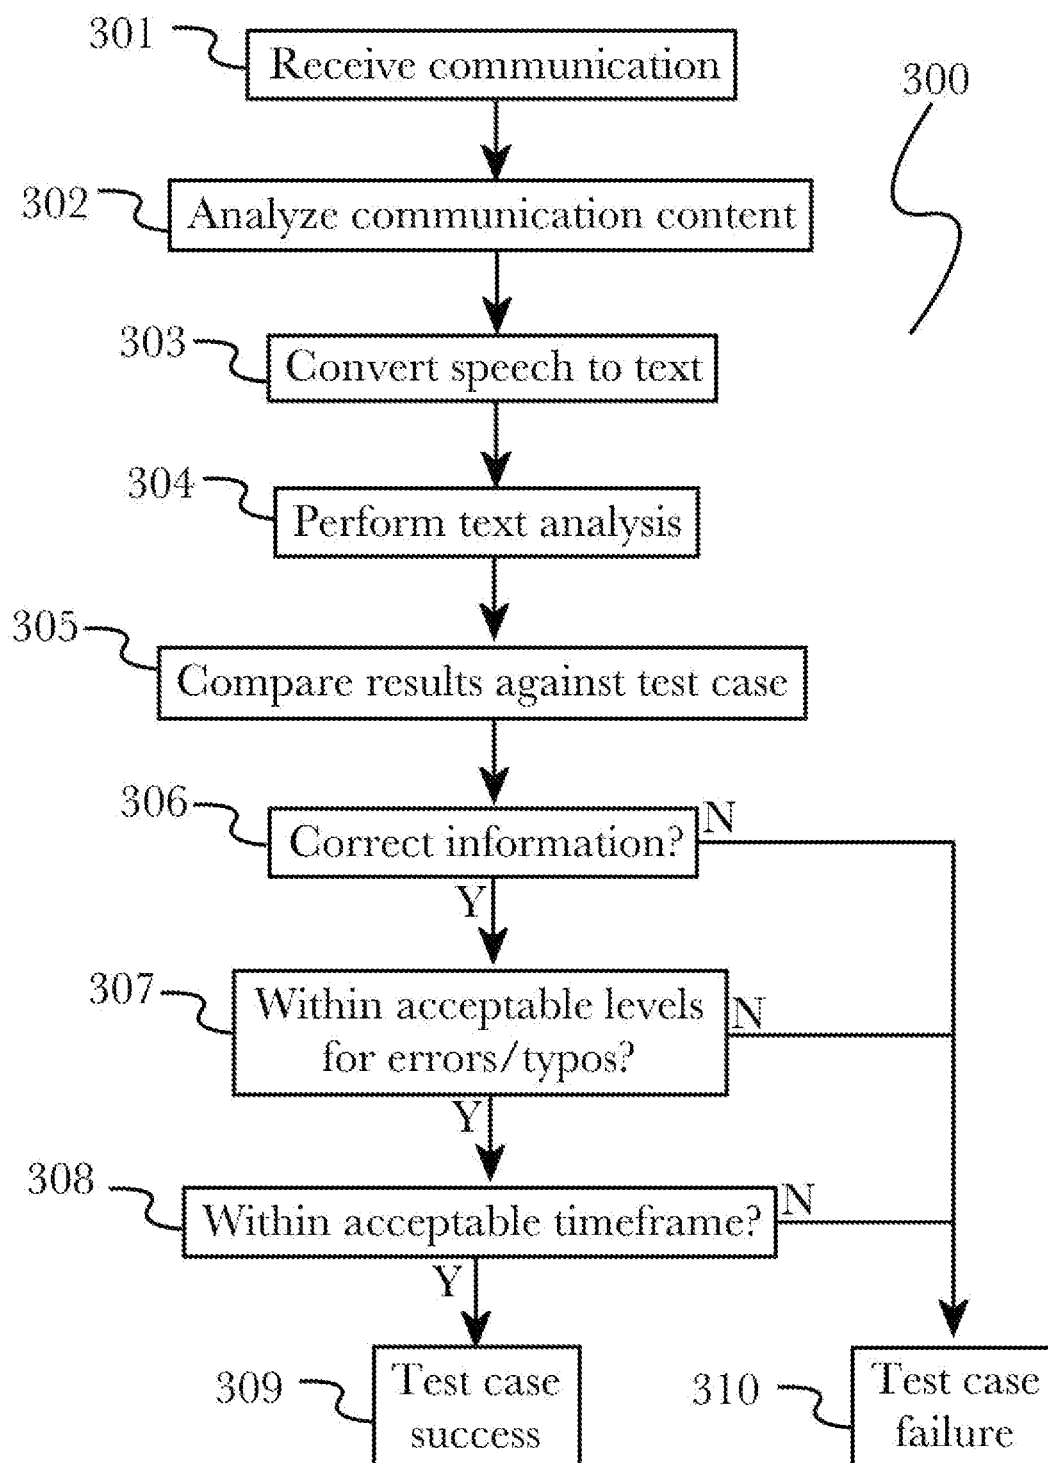 301
Receive communication
300
302
Analyze communication content
303
Convert speech to text
304
Perform text analysis
305
Compare results against test case
306
Correct information?
N
Y
307
Within acceptable levels
for errors/typos?
N
Y
308
Within acceptable timeframe?
N
Y
309
Test case
success
310
Test case
failure